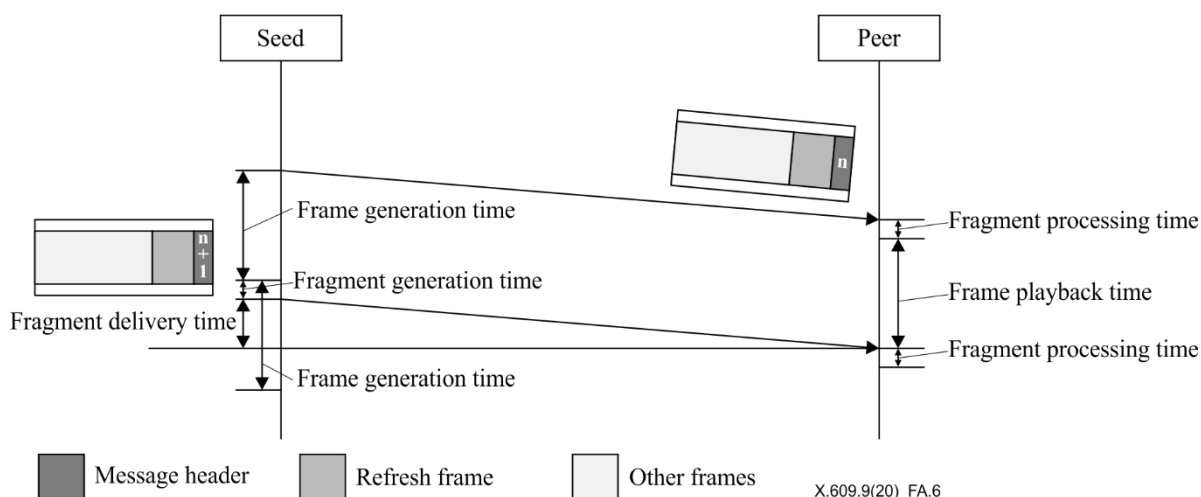 Seed
Peer
n
Frame generation time
Fragment processing time
n
+
1
Fragment generation time
Frame playback time
Fragment delivery time
Fragment processing time
Frame generation time
Message header
Refresh frame
Other frames
X.609.9(20)_FA.6